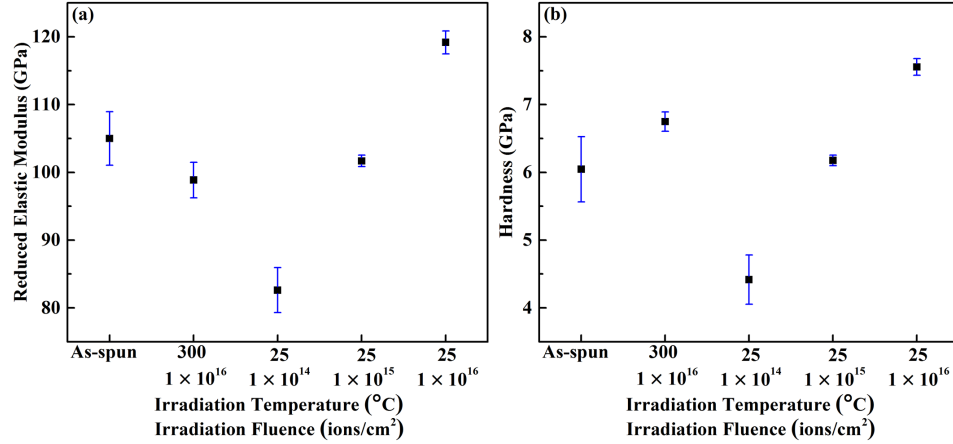 (a)
Reduced Elastic Modulus (GPa)
120
110
100
90
80
As-spun 300 25 25 25
1 × 10¹⁶ 1 × 10¹⁴ 1 × 10¹⁵ 1 × 10¹⁶
Irradiation Temperature (°C)
Irradiation Fluence (ions/cm²)
(b)
Hardness (GPa)
8
7
6
5
4
As-spun 300 25 25 25
1 × 10¹⁶ 1 × 10¹⁴ 1 × 10¹⁵ 1 × 10¹⁶
Irradiation Temperature (°C)
Irradiation Fluence (ions/cm²)